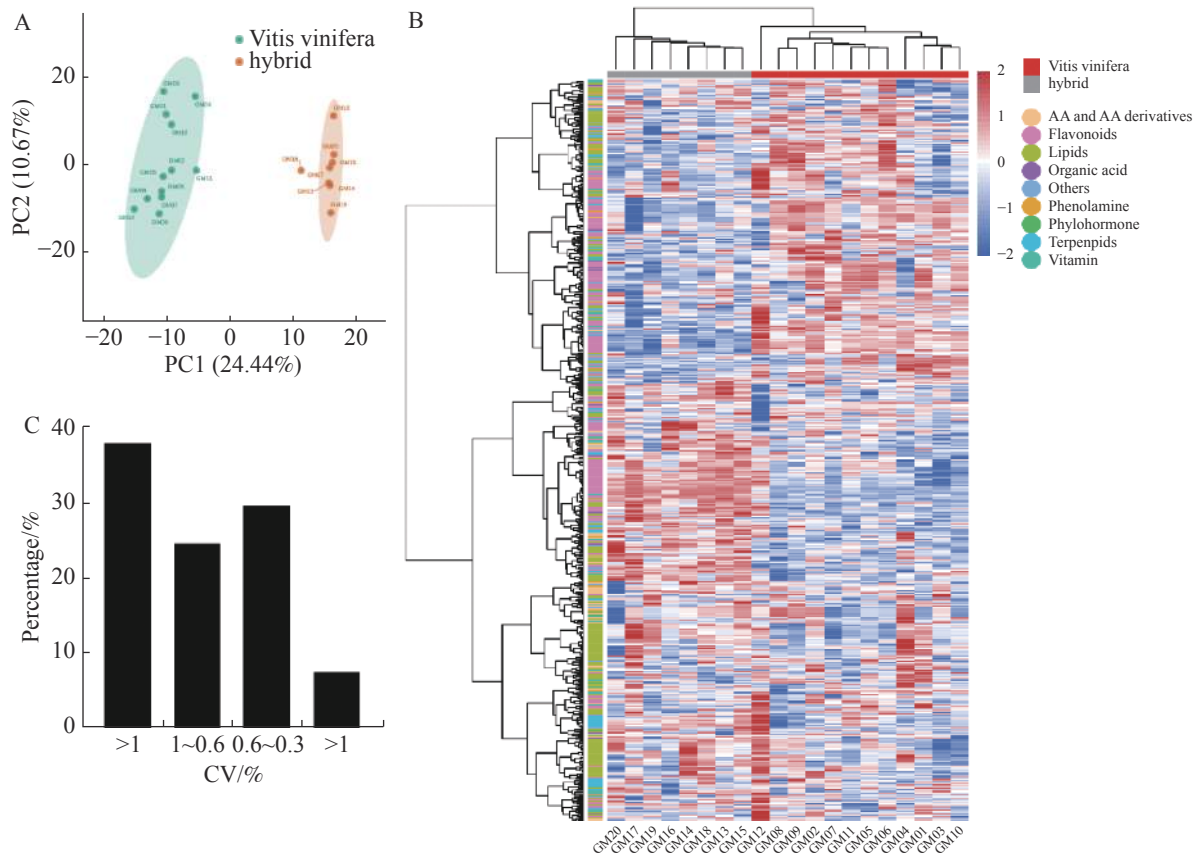 A
Vitis vinifera
hybrid
20
0
−20
PC2 (10.67%)
−20
−10
0
10
20
PC1 (24.44%)
B
2
1
0
−1
−2
Vitis vinifera
hybrid
AA and AA derivatives
Flavonoids
Lipids
Organic acid
Others
Phenolamine
Phylohormone
Terpenpids
Vitamin
GM20
GM17
GM19
GM16
GM14
GM18
GM13
GM15
GM12
GM08
GM09
GM02
GM07
GM11
GM05
GM06
GM04
GM01
GM03
GM10
C
40
30
20
10
0
Percentage/%
>1
1~0.6
0.6~0.3
>1
CV/%